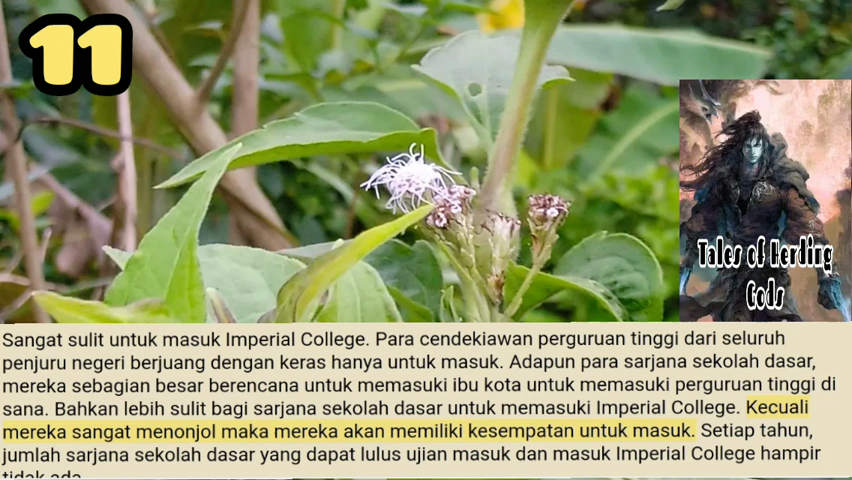 11
Tales of Herding
Gods
Sangat sulit untuk masuk Imperial College. Para cendekiawan perguruan tinggi dari seluruh
penjuru negeri berjuang dengan keras hanya untuk masuk. Adapun para sarjana sekolah dasar,
mereka sebagian besar berencana untuk memasuki ibu kota untuk memasuki perguruan tinggi di
sana. Bahkan lebih sulit bagi sarjana sekolah dasar untuk memasuki Imperial College. Kecuali
mereka sangat menonjol maka mereka akan memiliki kesempatan untuk masuk. Setiap tahun,
jumlah sarjana sekolah dasar yang dapat lulus ujian masuk dan masuk Imperial College hampir
tidak ada